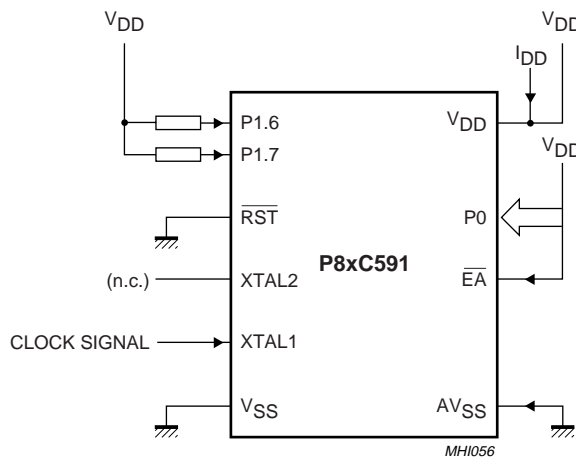 VDD
VDD
IDD
P1.6
VDD
P1.7
VDD
RST
P0
P8xC591
(n.c.)
XTAL2
EA
CLOCK SIGNAL
XTAL1
VSS
AVSS
MHI056